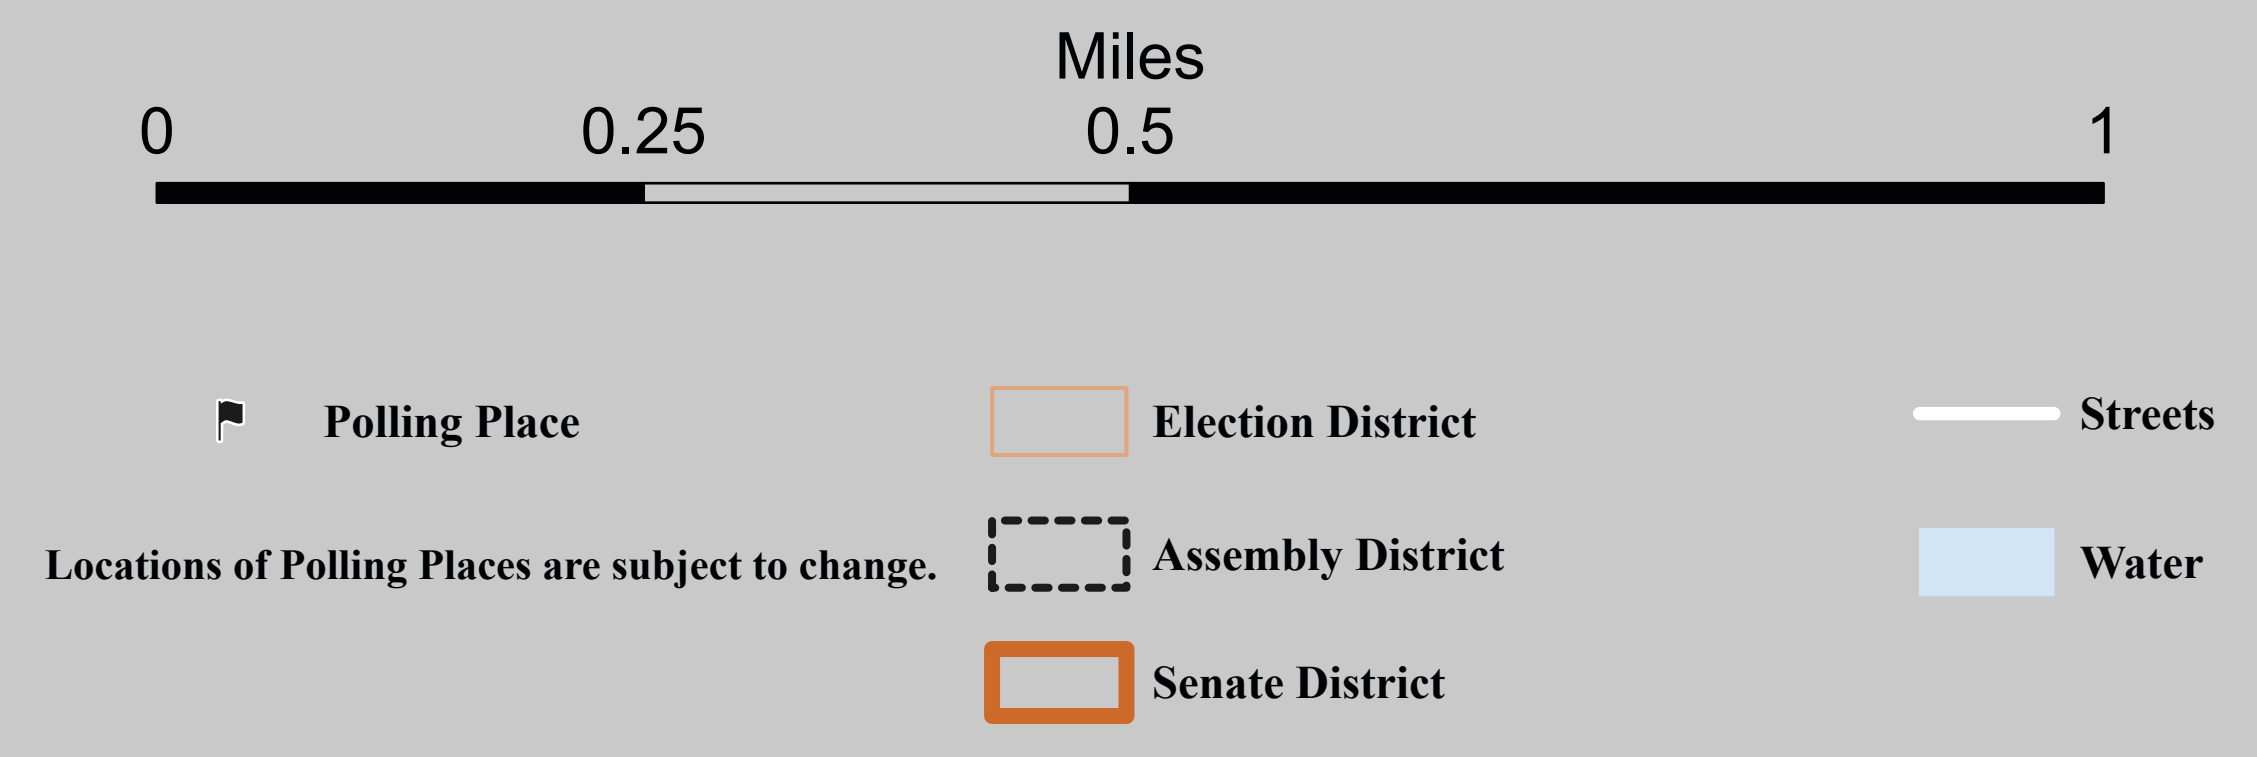 Miles
0 0.25 0.5 1
Polling Place
Election District
Streets
Locations of Polling Places are subject to change.
Assembly District
Water
Senate District